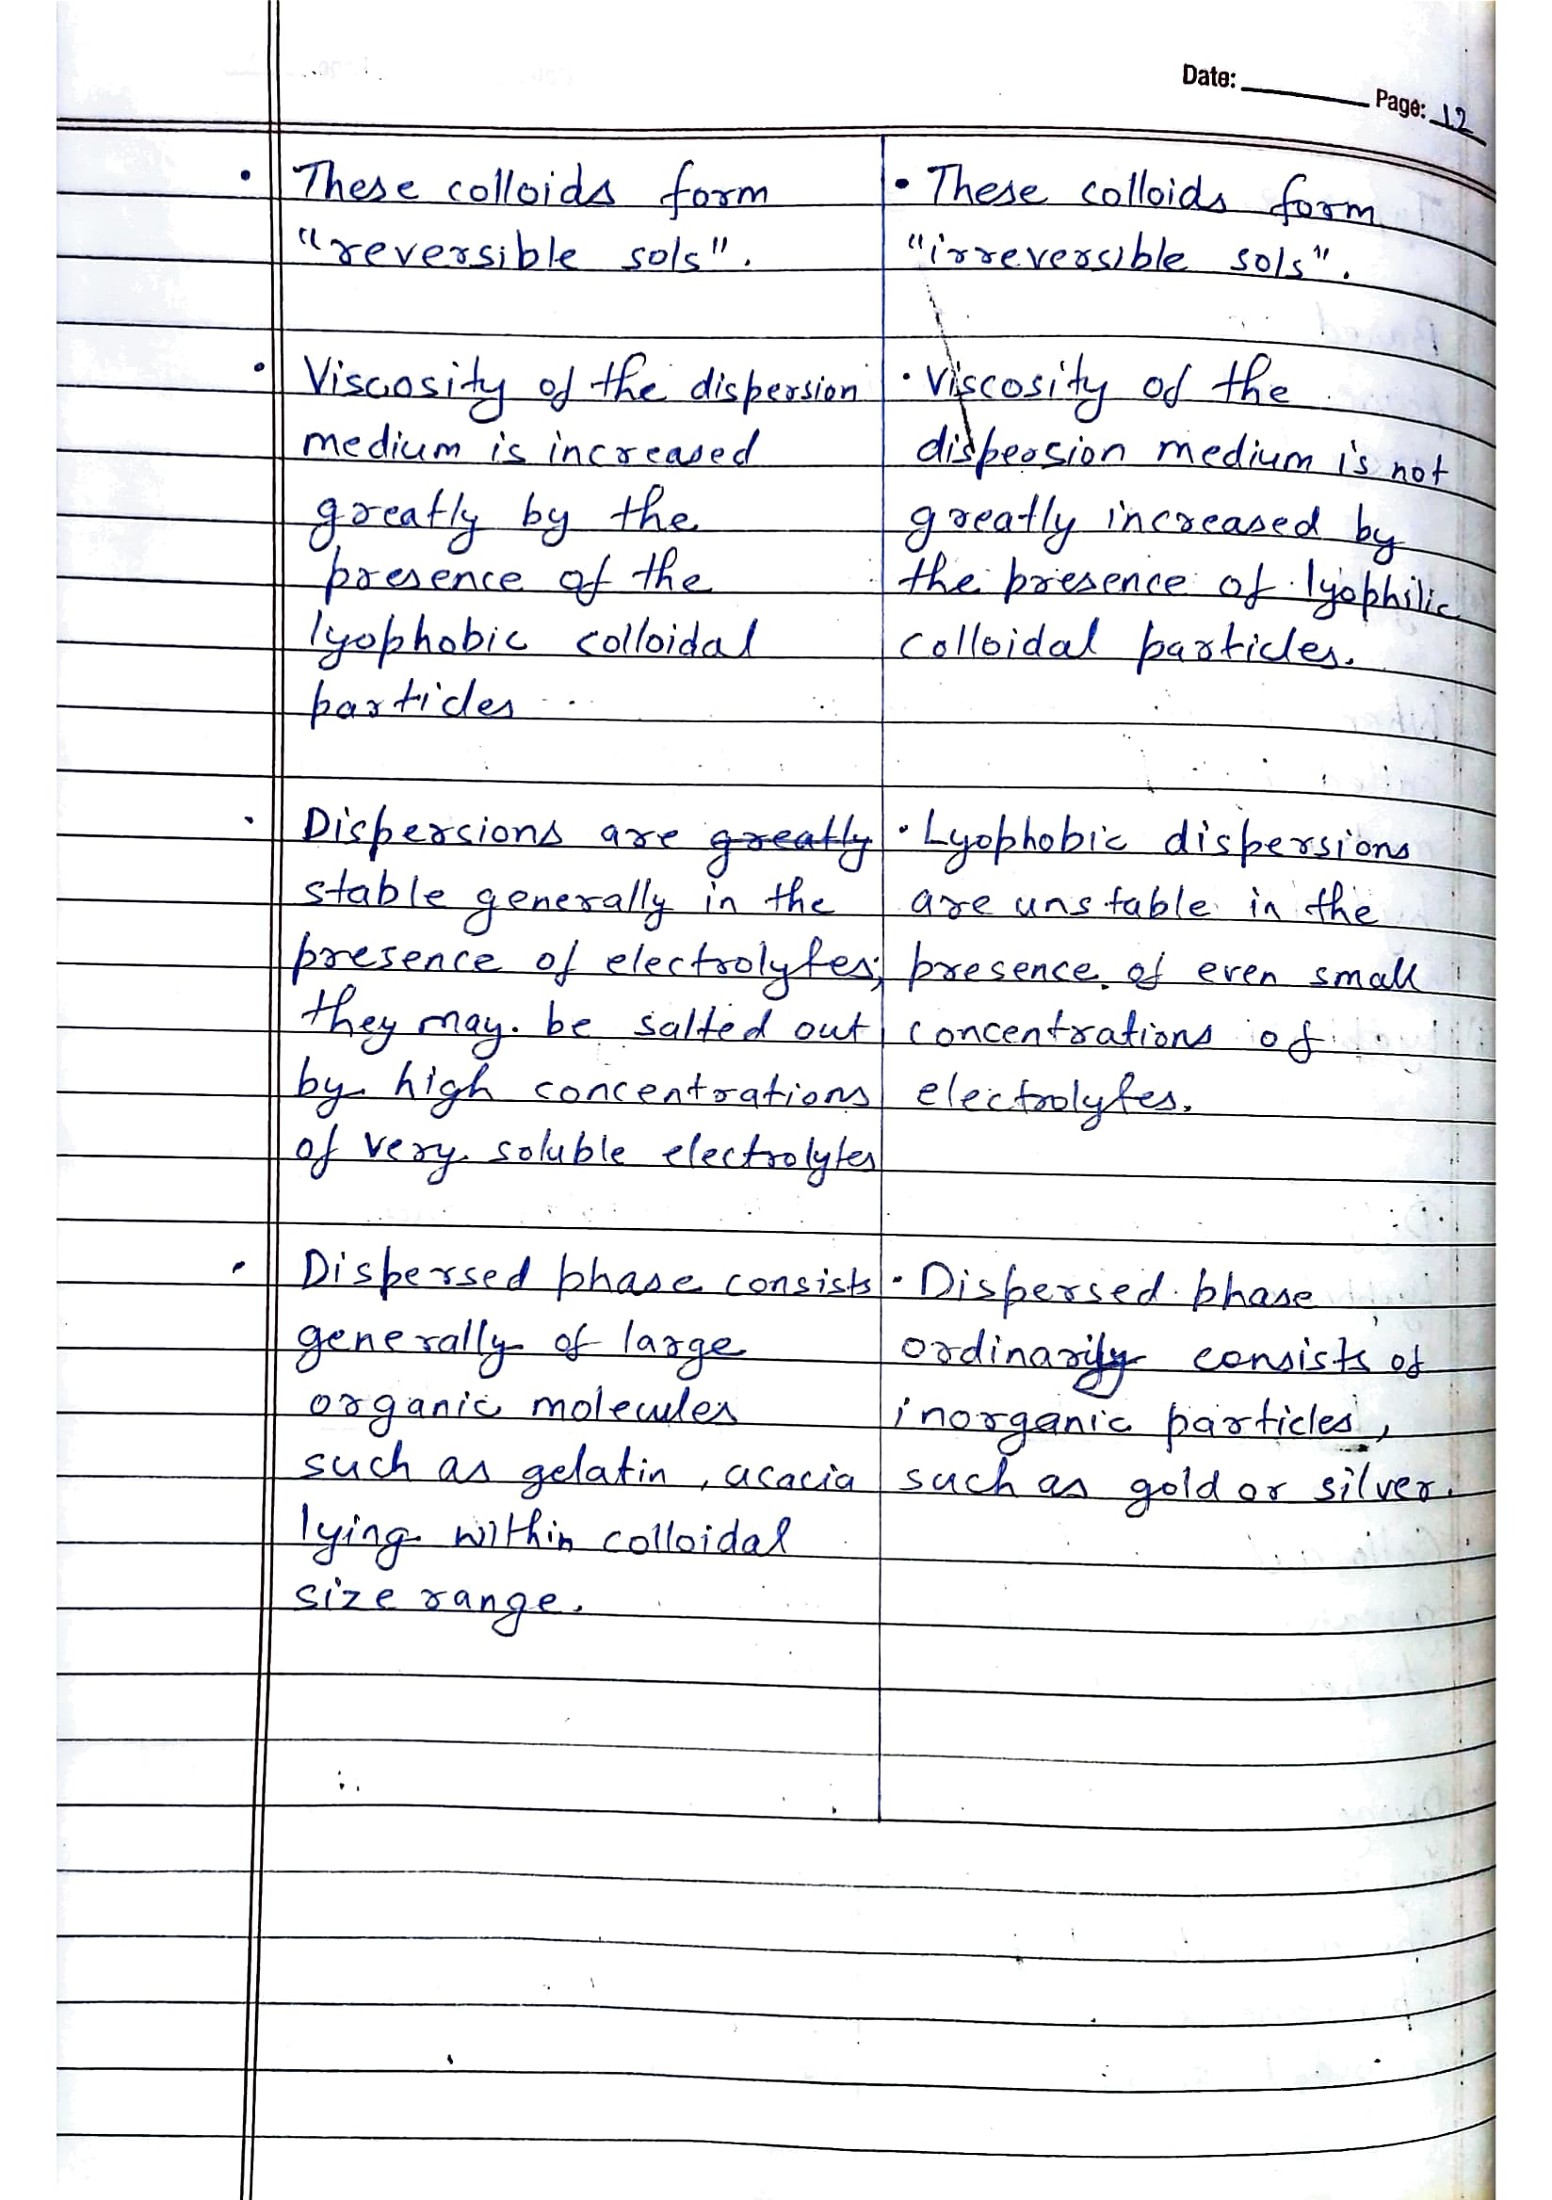 Date: Page: 12
• These colloids form
"reversible sols".
• Viscosity of the dispersion
medium is increased
greatly by the
presence of the
lyophobic colloidal
particles
• Dispersions are greatly
stable generally in the
presence of electrolytes;
they may be salted out
by high concentrations
of very soluble electrolytes
• Dispersed phase consists
generally of large
organic molecules
such as gelatin, acacia
lying within colloidal
size range.
• These colloids form
"irreversible sols".
• Viscosity of the
dispersion medium is not
greatly increased by
the presence of lyophilic
colloidal particles.
• Lyophobic dispersions
are unstable in the
presence of even small
concentrations of
electrolytes.
• Dispersed phase
ordinarily consists of
inorganic particles,
such as gold or silver.